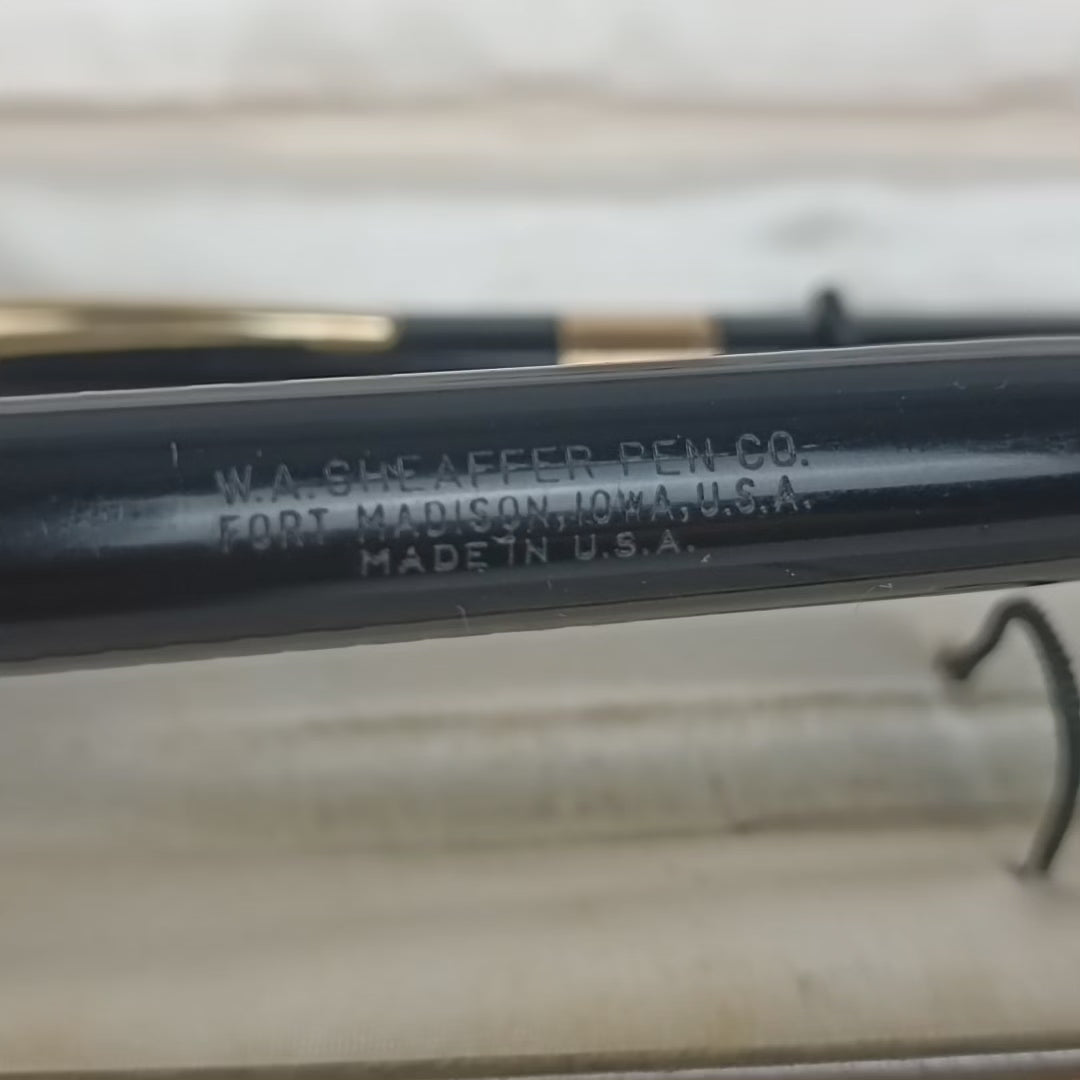 W.A. SHEAFFER PEN CO.
FORT MADISON, IOWA, U.S.A.
MADE IN U.S.A.